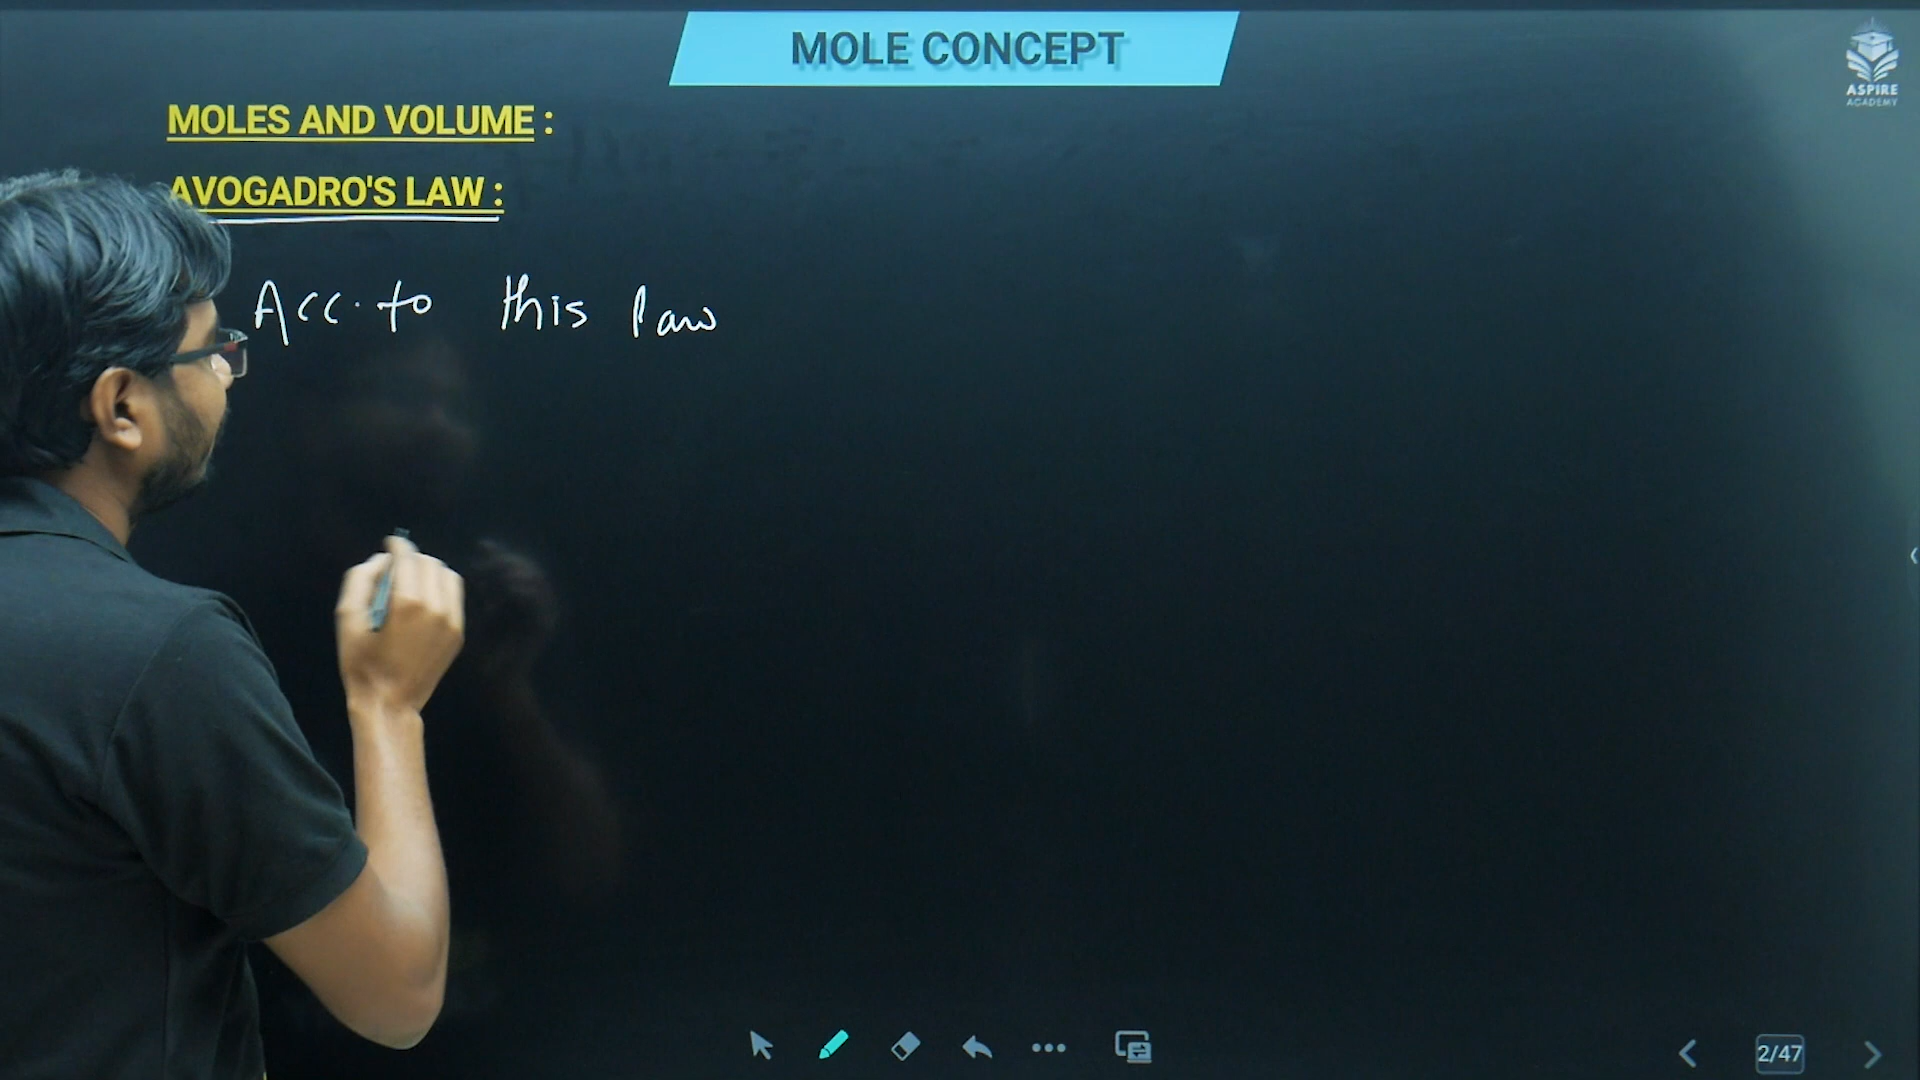 MOLE CONCEPT
ASPIRE
ACADEMY
MOLES AND VOLUME :
AVOGADRO'S LAW :
Acc. to this law
2/47